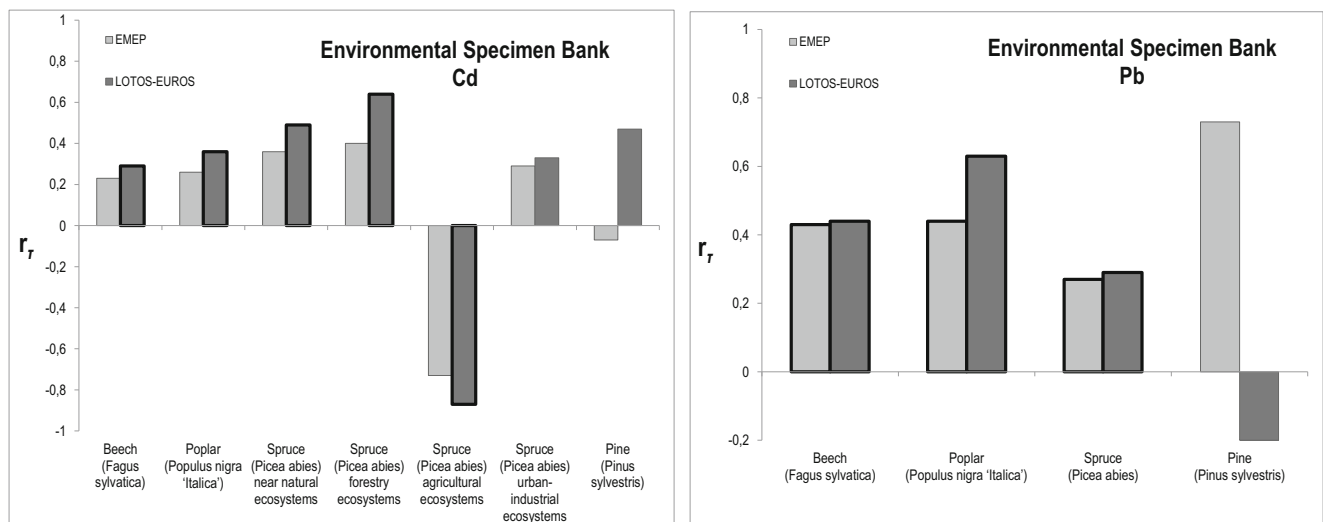 Environmental Specimen Bank
Cd
EMEP
LOTOS-EUROS
1
0,8
0,6
0,4
0,2
0
-0,2
-0,4
-0,6
-0,8
-1
rτ
Beech
(Fagus
sylvatica)
Poplar
(Populus nigra
'Italica')
Spruce
(Picea abies)
near natural
ecosystems
Spruce
(Picea abies)
forestry
ecosystems
Spruce
(Picea abies)
agricultural
ecosystems
Spruce
(Picea abies)
urban-
industrial
ecosystems
Pine
(Pinus
sylvestris)
Environmental Specimen Bank
Pb
EMEP
LOTOS-EUROS
1
0,8
0,6
0,4
0,2
0
-0,2
rτ
Beech
(Fagus sylvatica)
Poplar
(Populus nigra 'Italica')
Spruce
(Picea abies)
Pine
(Pinus sylvestris)